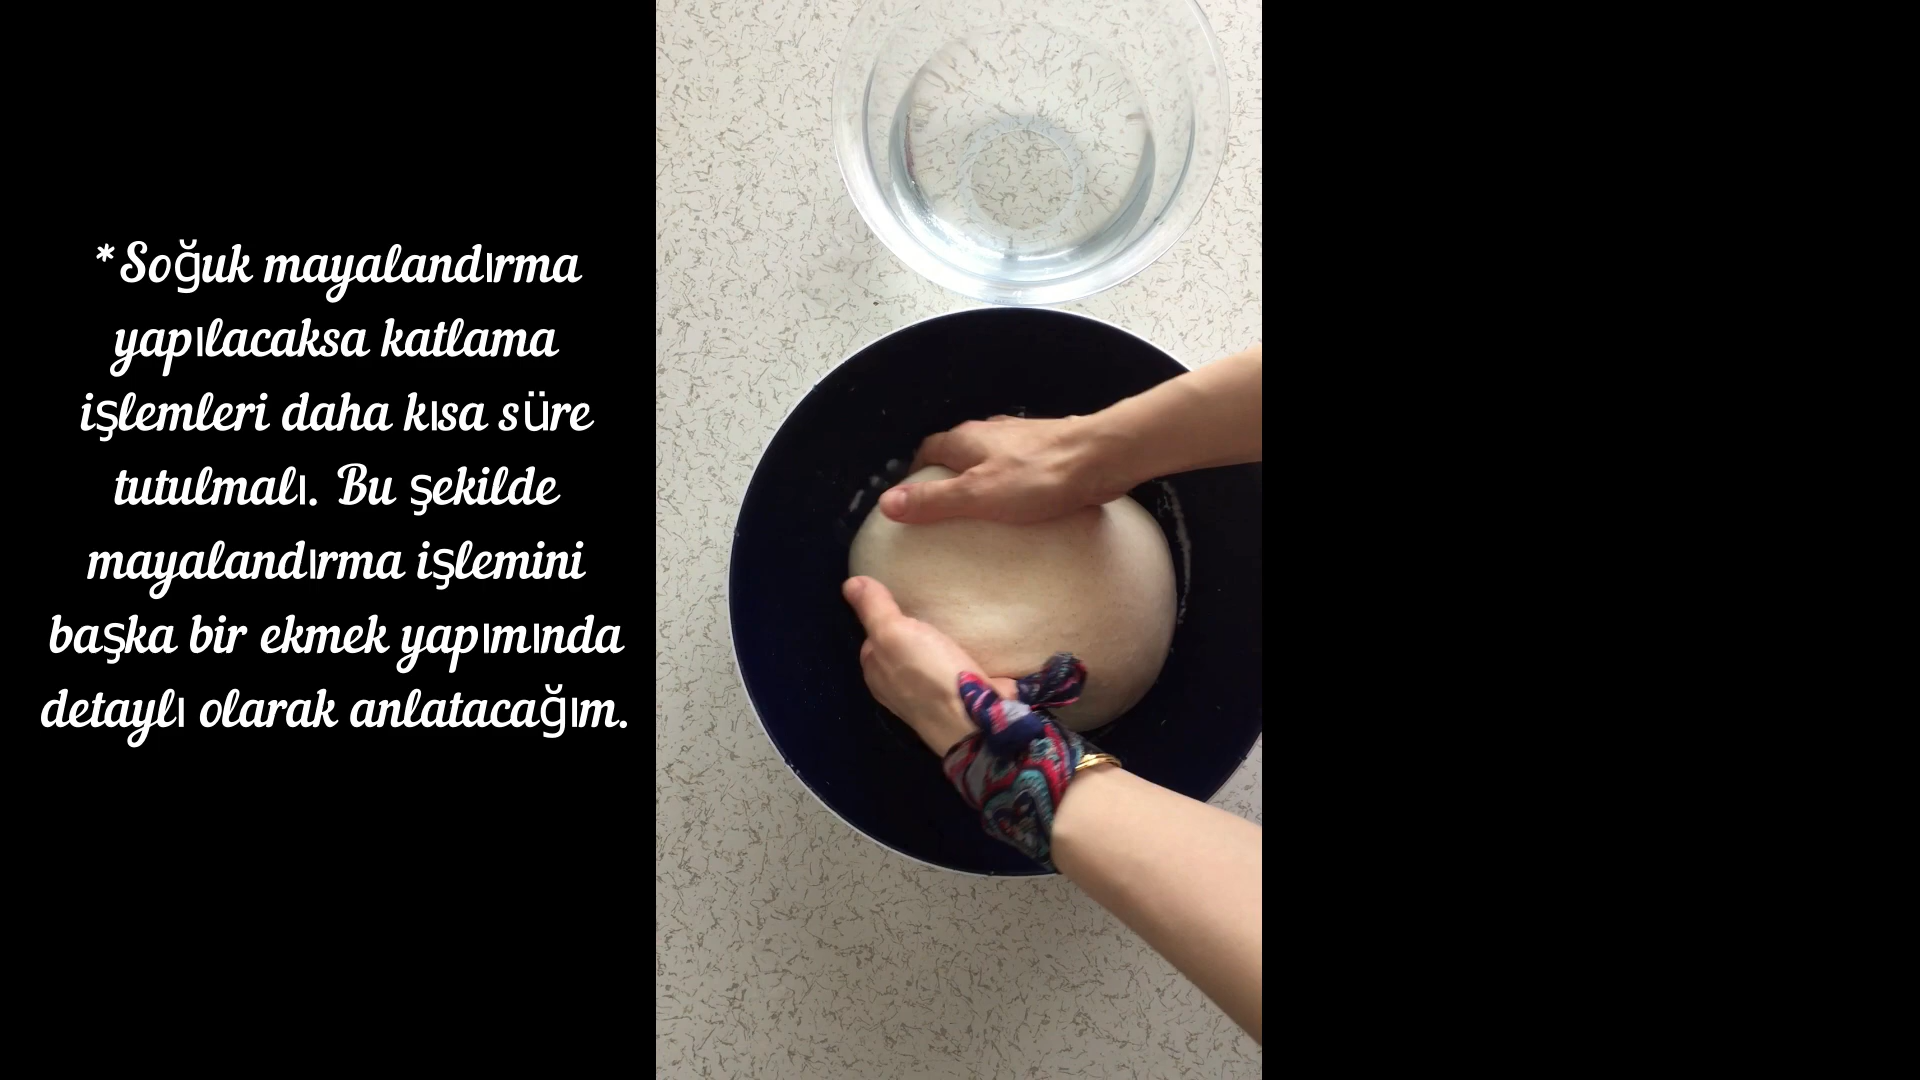 *Soğuk mayalandırma
yapılacaksa katlama
işlemleri daha kısa süre
tutulmalı. Bu şekilde
mayalandırma işlemini
başka bir ekmek yapımında
detaylı olarak anlatacağım.